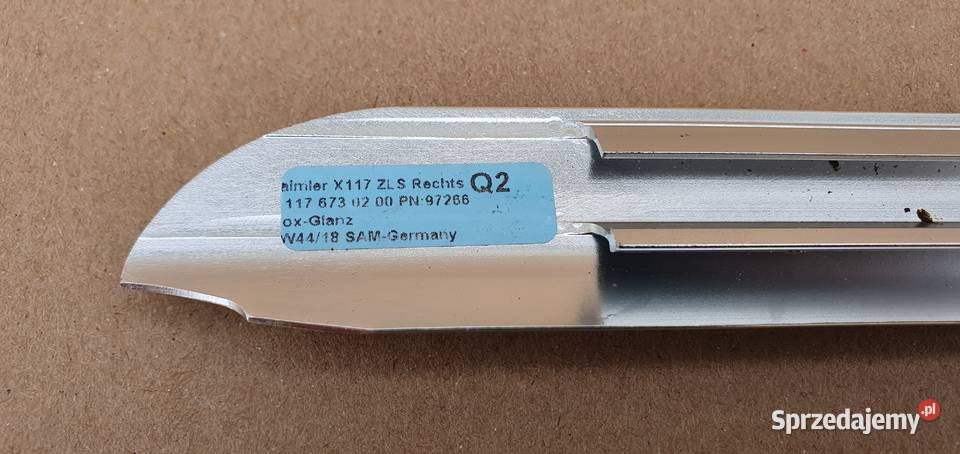 aimler X117 ZLS Rechts Q2
117 673 02 00 PN:97266
ox-Glanz
W44/18 SAM-Germany
Sprzedajemy.pl